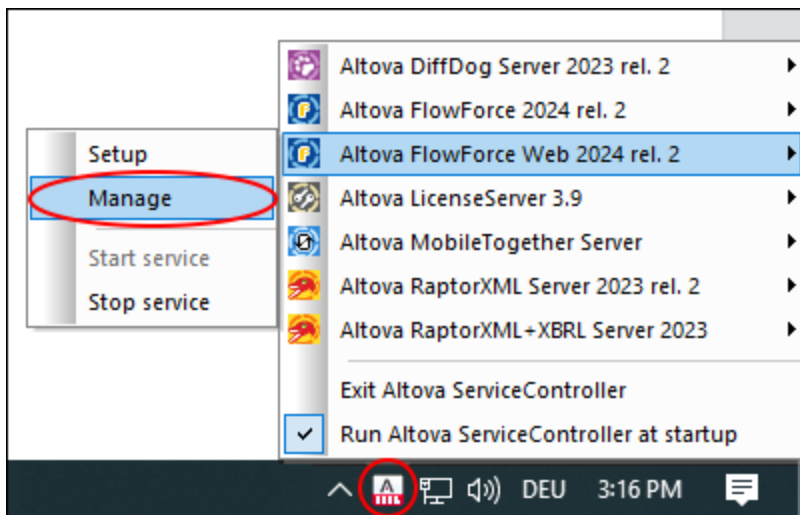 Altova DiffDog Server 2023 rel. 2
Altova FlowForce 2024 rel. 2
Altova FlowForce Web 2024 rel. 2
Altova LicenseServer 3.9
Altova MobileTogether Server
Altova RaptorXML Server 2023 rel. 2
Altova RaptorXML+XBRL Server 2023
Exit Altova ServiceController
Run Altova ServiceController at startup
Setup
Manage
Start service
Stop service
A
DEU
3:16 PM